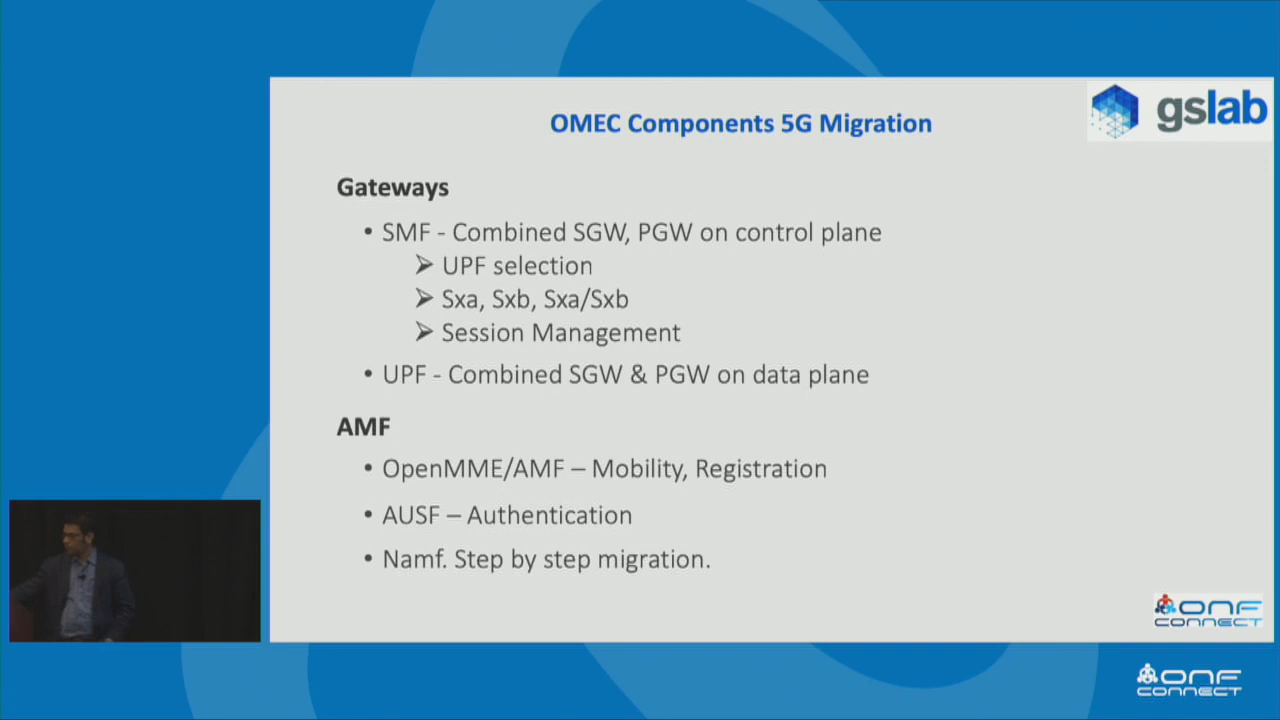 OMEC Components 5G Migration
gslab
Gateways
• SMF - Combined SGW, PGW on control plane
➢ UPF selection
➢ Sxa, Sxb, Sxa/Sxb
➢ Session Management
• UPF - Combined SGW & PGW on data plane
AMF
• OpenMME/AMF – Mobility, Registration
• AUSF – Authentication
• Namf. Step by step migration.
ONF
CONNECT
ONF
CONNECT